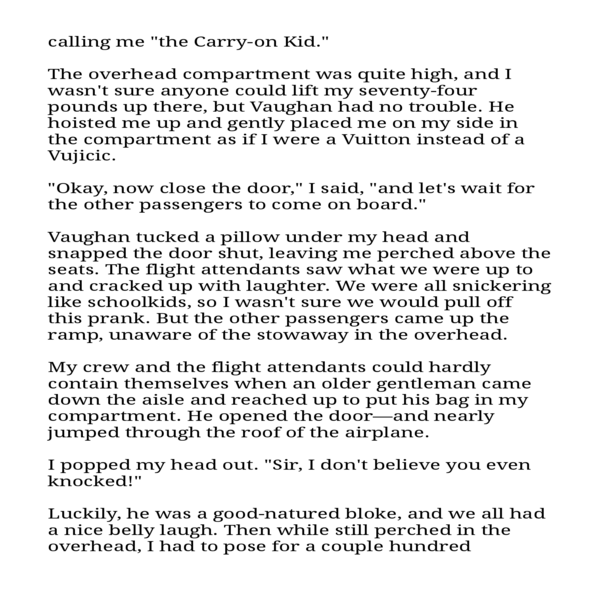 calling me "the Carry-on Kid."
The overhead compartment was quite high, and I
wasn't sure anyone could lift my seventy-four
pounds up there, but Vaughan had no trouble. He
hoisted me up and gently placed me on my side in
the compartment as if I were a Vuitton instead of a
Vujicic.
"Okay, now close the door," I said, "and let's wait for
the other passengers to come on board."
Vaughan tucked a pillow under my head and
snapped the door shut, leaving me perched above the
seats. The flight attendants saw what we were up to
and cracked up with laughter. We were all snickering
like schoolkids, so I wasn't sure we would pull off
this prank. But the other passengers came up the
ramp, unaware of the stowaway in the overhead.
My crew and the flight attendants could hardly
contain themselves when an older gentleman came
down the aisle and reached up to put his bag in my
compartment. He opened the door—and nearly
jumped through the roof of the airplane.
I popped my head out. "Sir, I don't believe you even
knocked!"
Luckily, he was a good-natured bloke, and we all had
a nice belly laugh. Then while still perched in the
overhead, I had to pose for a couple hundred